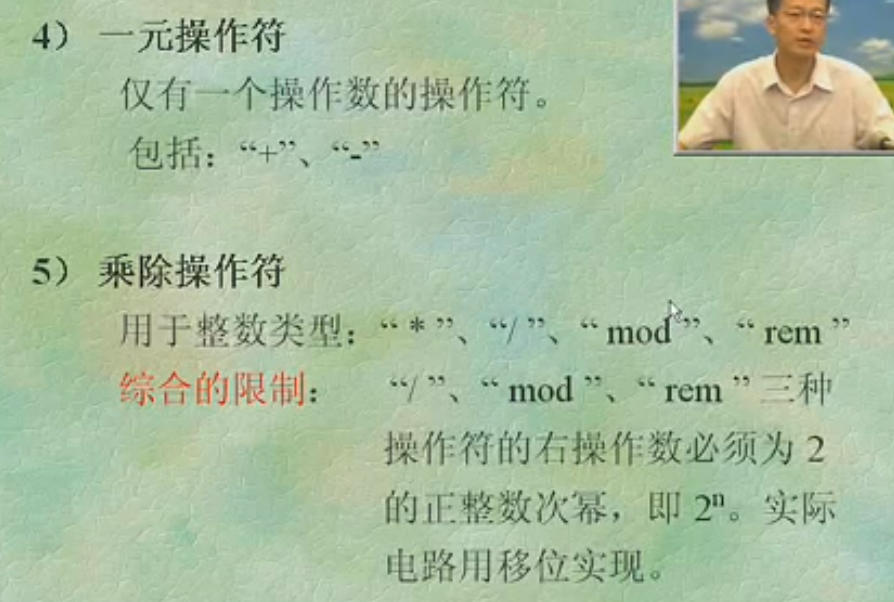 4） 一元操作符
仅有一个操作数的操作符。
包括：“+”、“-”
5） 乘除操作符
用于整数类型：“ * ”、“/ ”、“ mod ”、“ rem ”
综合的限制： “/ ”、“ mod ”、“ rem ” 三种
操作符的右操作数必须为 2
的正整数次幂，即 2ⁿ。实际
电路用移位实现。